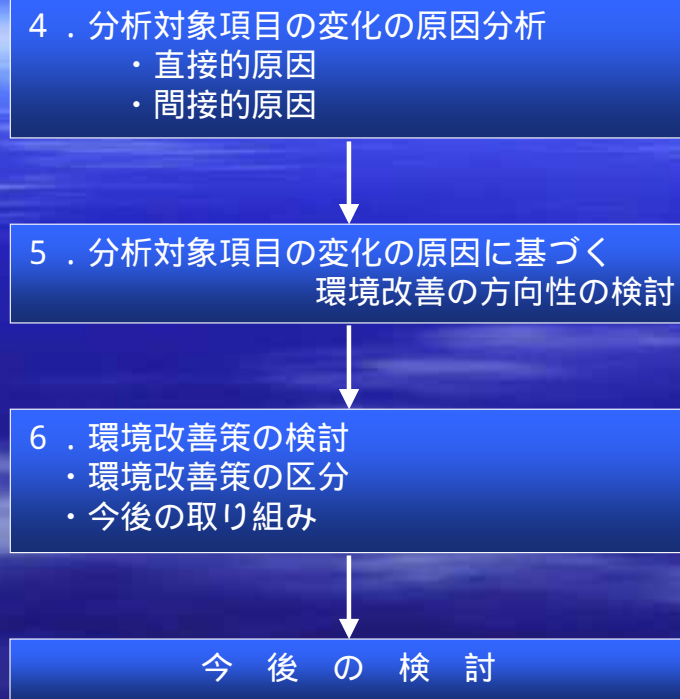 4．分析対象項目の変化の原因分析
・直接的原因
・間接的原因
5．分析対象項目の変化の原因に基づく
環境改善の方向性の検討
6．環境改善策の検討
・環境改善策の区分
・今後の取り組み
今　後　の　検　討